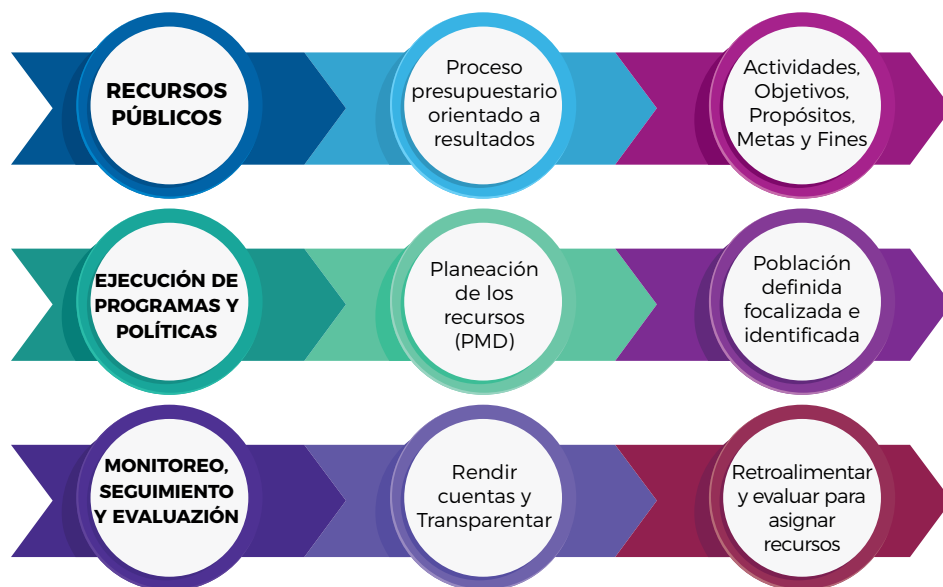 RECURSOS
PÚBLICOS
Proceso
presupuestario
orientado a
resultados
Actividades,
Objetivos,
Propósitos,
Metas y Fines
EJECUCIÓN DE
PROGRAMAS Y
POLÍTICAS
Planeación
de los
recursos
(PMD)
Población
definida
focalizada e
identificada
MONITOREO,
SEGUIMIENTO
Y EVALUAZIÓN
Rendir
cuentas y
Transparentar
Retroalimentar
y evaluar para
asignar
recursos